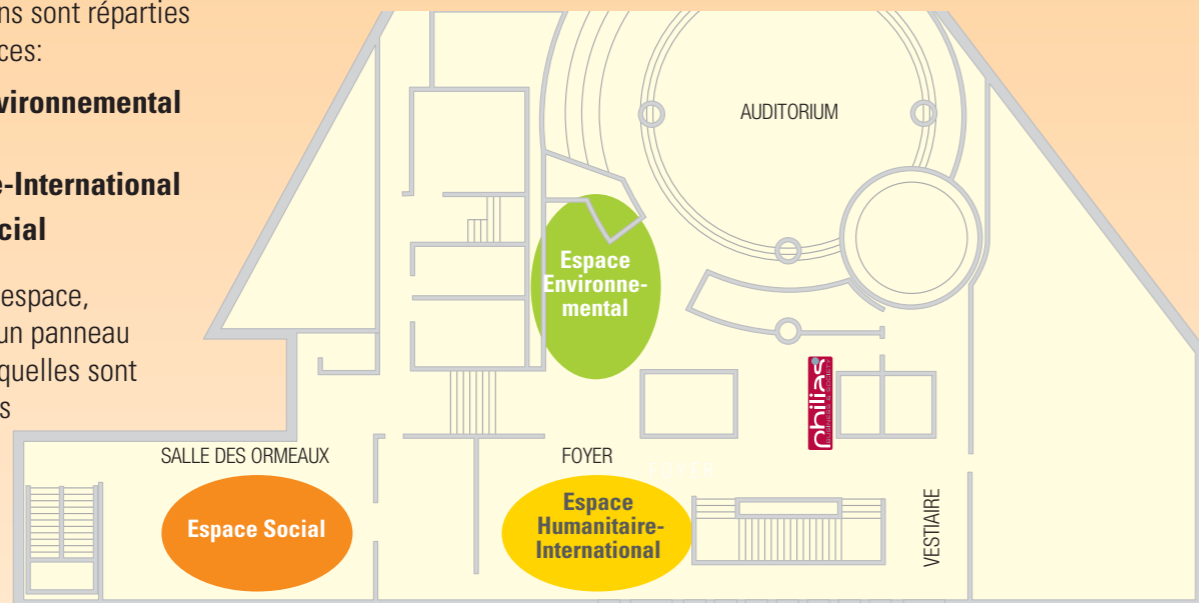 ns sont réparties
ces:
vironnemental
e-International
cial
espace,
un panneau
quelles sont
s
AUDITORIUM
Espace
Environne-
mental
philias
SALLE DES ORMEAUX
FOYER
FOYER
Espace Social
Espace
Humanitaire-
International
VESTIAIRE